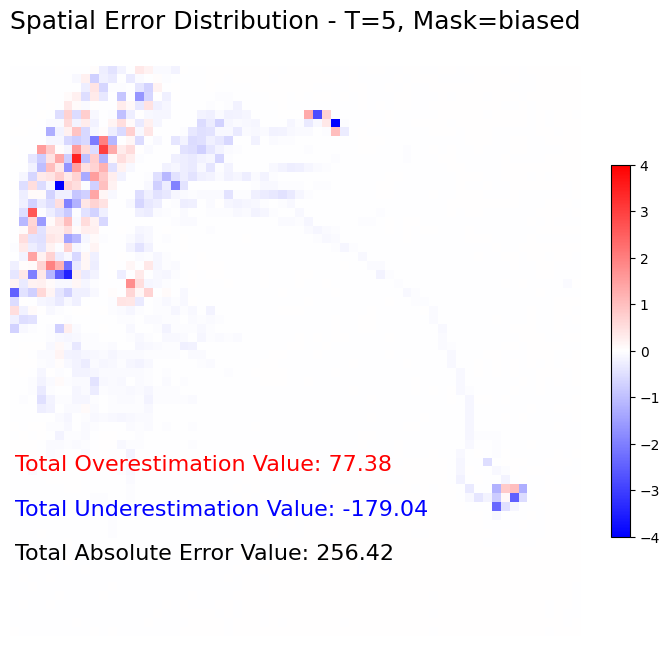 Spatial Error Distribution - T=5, Mask=biased
4
3
2
1
0
−1
−2
−3
−4
Total Overestimation Value: 77.38
Total Underestimation Value: -179.04
Total Absolute Error Value: 256.42